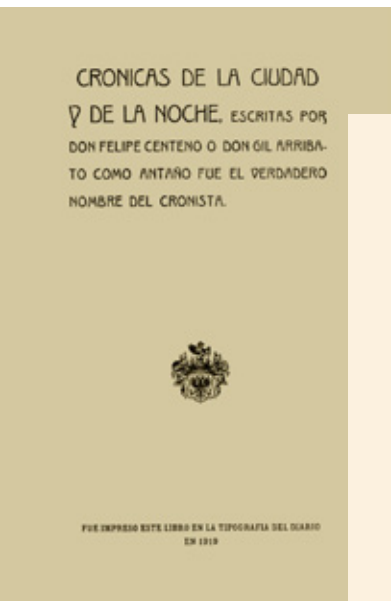 CRONICAS DE LA CIUDAD
Y DE LA NOCHE, ESCRITAS POR
DON FELIPE CENTENO O DON GIL ARRIBA-
TO COMO ANTAÑO FUE EL VERDADERO
NOMBRE DEL CRONISTA.
FUE IMPRESO ESTE LIBRO EN LA TIPOGRAFIA DEL DIARIO
EN 1919